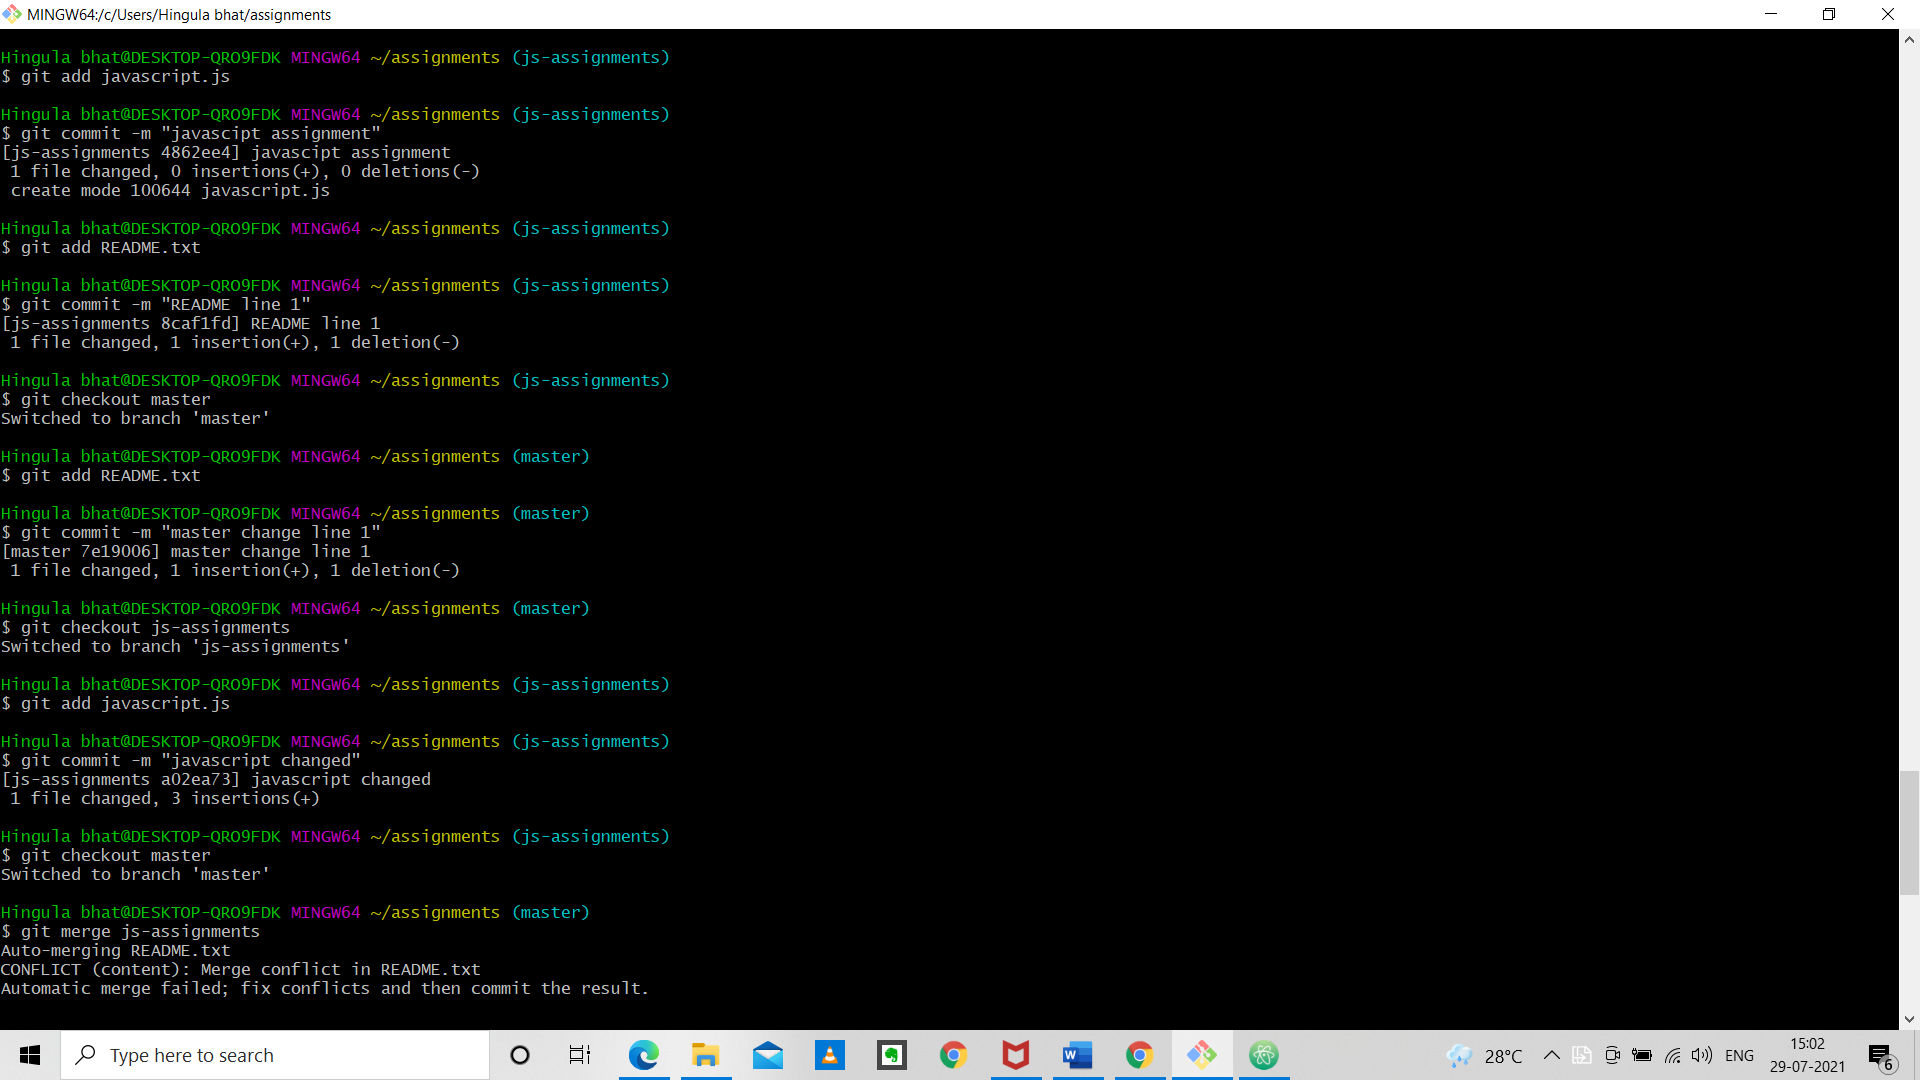 MINGW64:/c/Users/Hingula bhat/assignments
Hingula bhat@DESKTOP-QRO9FDK MINGW64 ~/assignments (js-assignments)
$ git add javascript.js
Hingula bhat@DESKTOP-QRO9FDK MINGW64 ~/assignments (js-assignments)
$ git commit -m "javascipt assignment"
[js-assignments 4862ee4] javascipt assignment
 1 file changed, 0 insertions(+), 0 deletions(-)
 create mode 100644 javascript.js
Hingula bhat@DESKTOP-QRO9FDK MINGW64 ~/assignments (js-assignments)
$ git add README.txt
Hingula bhat@DESKTOP-QRO9FDK MINGW64 ~/assignments (js-assignments)
$ git commit -m "README line 1"
[js-assignments 8caf1fd] README line 1
 1 file changed, 1 insertion(+), 1 deletion(-)
Hingula bhat@DESKTOP-QRO9FDK MINGW64 ~/assignments (js-assignments)
$ git checkout master
Switched to branch 'master'
Hingula bhat@DESKTOP-QRO9FDK MINGW64 ~/assignments (master)
$ git add README.txt
Hingula bhat@DESKTOP-QRO9FDK MINGW64 ~/assignments (master)
$ git commit -m "master change line 1"
[master 7e19006] master change line 1
 1 file changed, 1 insertion(+), 1 deletion(-)
Hingula bhat@DESKTOP-QRO9FDK MINGW64 ~/assignments (master)
$ git checkout js-assignments
Switched to branch 'js-assignments'
Hingula bhat@DESKTOP-QRO9FDK MINGW64 ~/assignments (js-assignments)
$ git add javascript.js
Hingula bhat@DESKTOP-QRO9FDK MINGW64 ~/assignments (js-assignments)
$ git commit -m "javascript changed"
[js-assignments a02ea73] javascript changed
 1 file changed, 3 insertions(+)
Hingula bhat@DESKTOP-QRO9FDK MINGW64 ~/assignments (js-assignments)
$ git checkout master
Switched to branch 'master'
Hingula bhat@DESKTOP-QRO9FDK MINGW64 ~/assignments (master)
$ git merge js-assignments
Auto-merging README.txt
CONFLICT (content): Merge conflict in README.txt
Automatic merge failed; fix conflicts and then commit the result.
Type here to search
W
28°C
ENG
15:02
29-07-2021
6